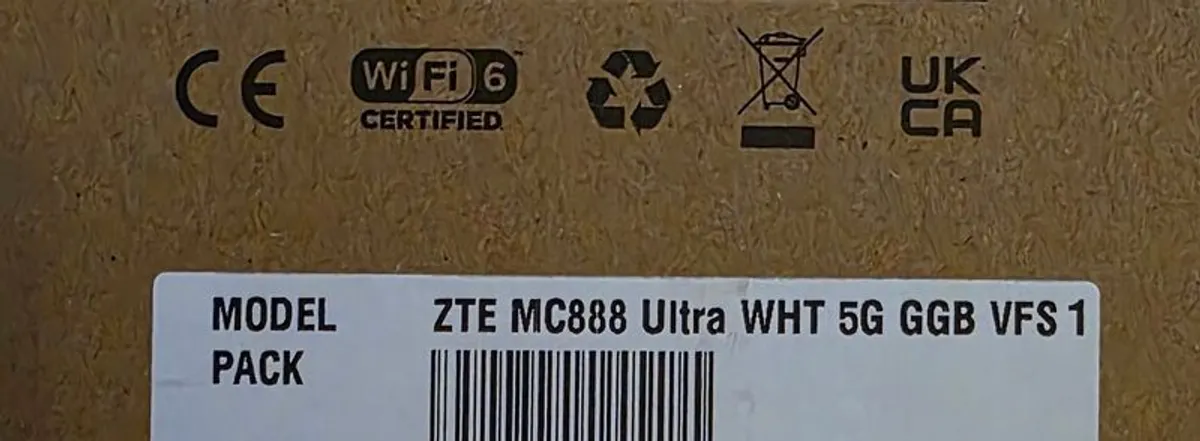 CE WiFi 6 UK
CERTIFIED CA
MODEL ZTE MC888 Ultra WHT 5G GGB VFS 1
PACK